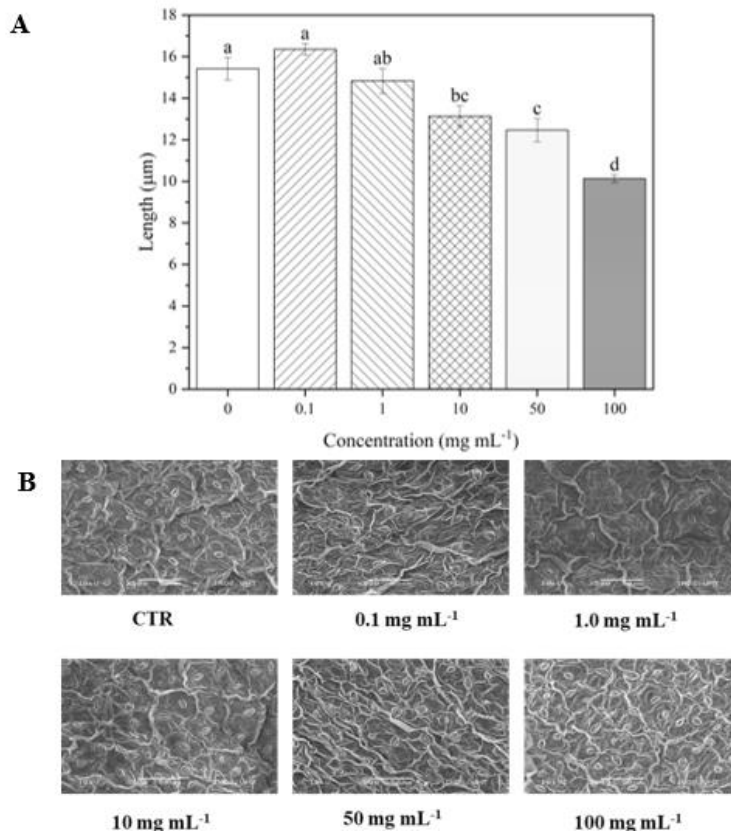 A
18
16
14
12
10
8
6
4
2
0
Length (µm)
a
a
ab
bc
c
d
0 0.1 1 10 50 100
Concentration (mg mL⁻¹)
B
CTR 0.1 mg mL⁻¹ 1.0 mg mL⁻¹
10 mg mL⁻¹ 50 mg mL⁻¹ 100 mg mL⁻¹